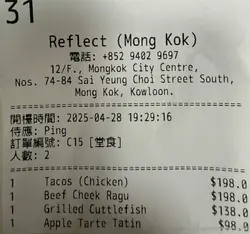 31
Reflect (Mong Kok)
電話: +852 9402 9697
12/F., Mongkok City Centre,
Nos. 74-84 Sai Yeung Choi Street South,
Mong Kok, Kowloon.
開檯時間: 2025-04-28 19:29:16
侍應: Ping
訂單編號: C15 [堂食]
人數: 2
1 Tacos (Chicken) $198.0
1 Beef Cheek Ragu $198.0
1 Grilled Cuttlefish $138.0
1 Apple Tarte Tatin $98.0